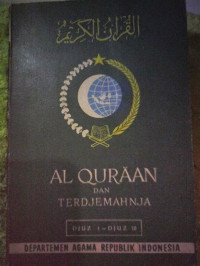 القرآن الكريم
AL QURÄAN
DAN
TERDJEMAHNJA
DJUZ 1 - DJUZ 10
DEPARTEMEN AGAMA REPUBLIK INDONESIA